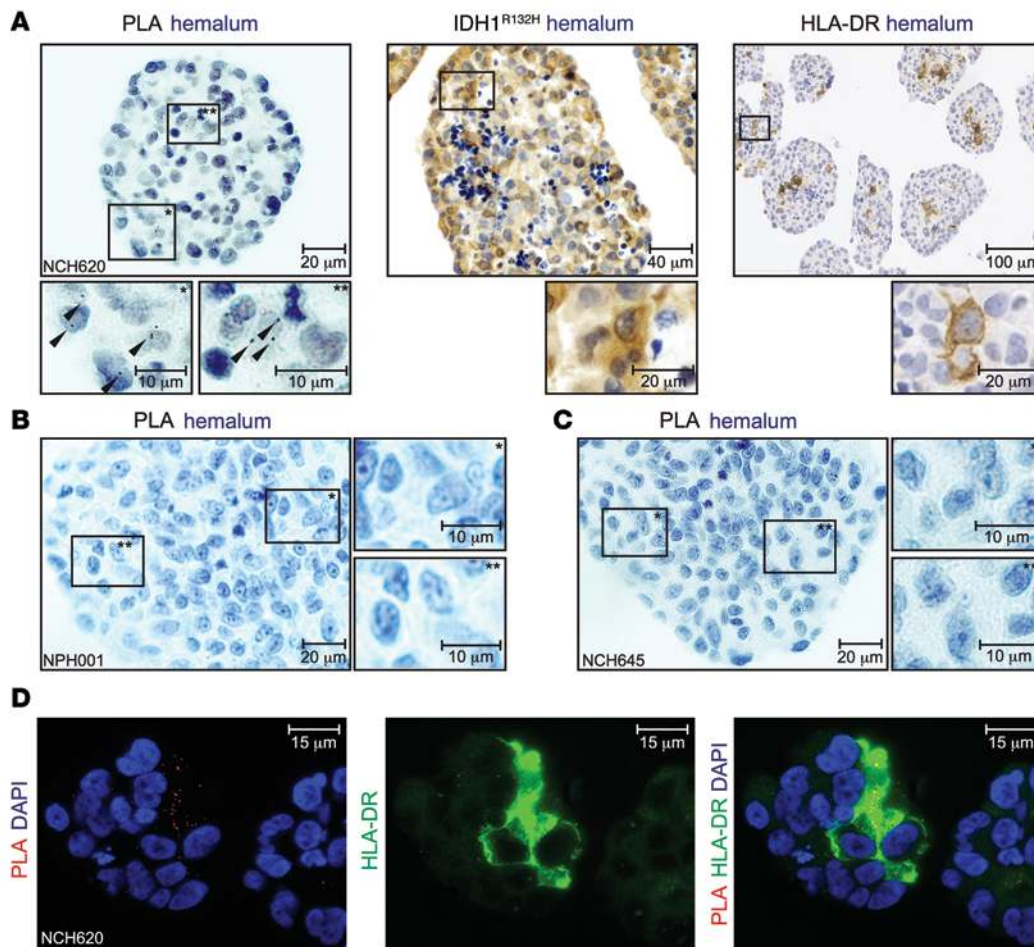 A
PLA hemalum
IDH1R132H hemalum
HLA-DR hemalum
**
*
20 μm
NCH620
40 μm
100 μm
*
10 μm
**
10 μm
20 μm
20 μm
B
PLA hemalum
*
**
20 μm
NPH001
*
10 μm
**
10 μm
C
PLA hemalum
*
**
20 μm
NCH645
*
10 μm
**
10 μm
D
PLA DAPI
15 μm
NCH620
HLA-DR
15 μm
PLA HLA-DR DAPI
15 μm